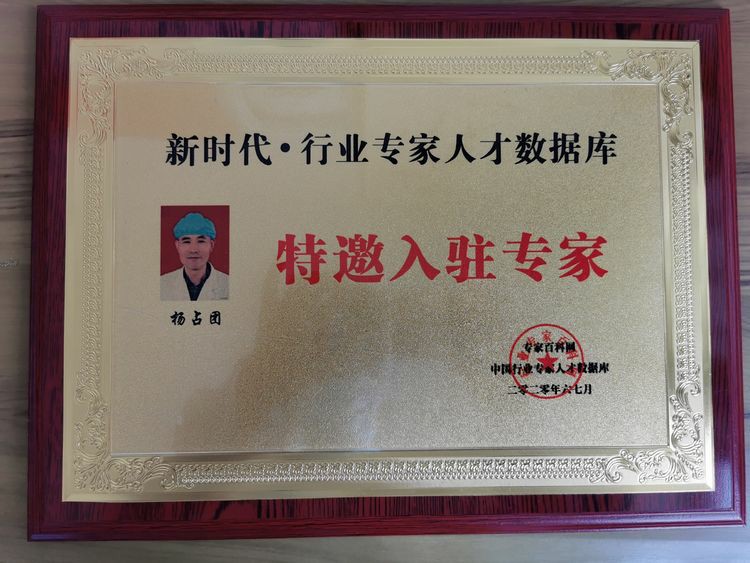 新时代·行业专家人才数据库
特邀入驻专家
杨占团
专家百科网
中国行业专家人才数据库
二零二零年六七月